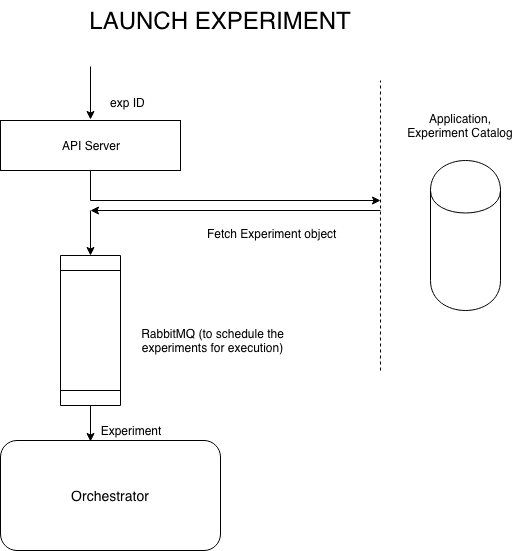 LAUNCH EXPERIMENT
exp ID
API Server
Application,
Experiment Catalog
Fetch Experiment object
RabbitMQ (to schedule the
experiments for execution)
Experiment
Orchestrator